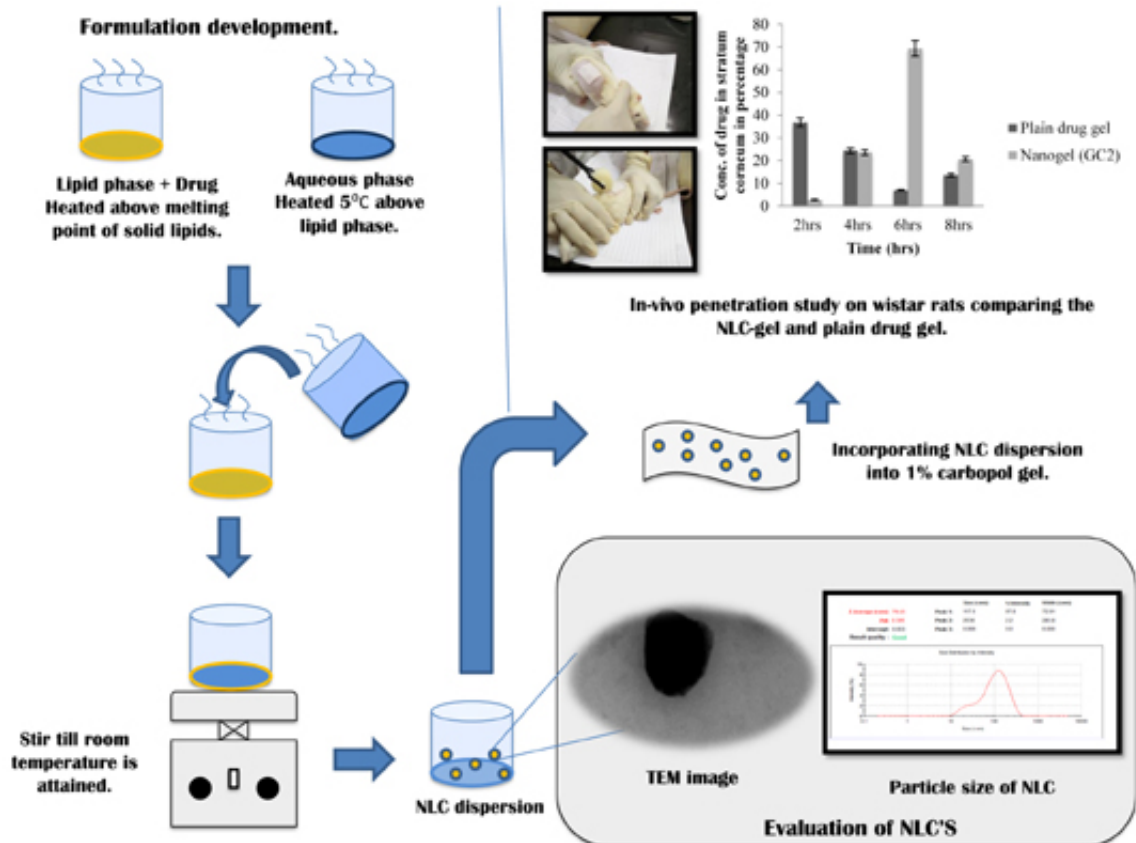 Formulation development.
Lipid phase + Drug
Heated above melting
point of solid lipids.
Aqueous phase
Heated 5⁰C above
lipid phase.
Stir till room
temperature is
attained.
NLC dispersion
Conc. of drug in stratum
corneum in percentage
80
70
60
50
40
30
20
10
0
2hrs 4hrs 6hrs 8hrs
Time (hrs)
Plain drug gel
Nanogel (GC2)
In-vivo penetration study on wistar rats comparing the
NLC-gel and plain drug gel.
Incorporating NLC dispersion
into 1% carbopol gel.
TEM image
Particle size of NLC
Evaluation of NLC'S